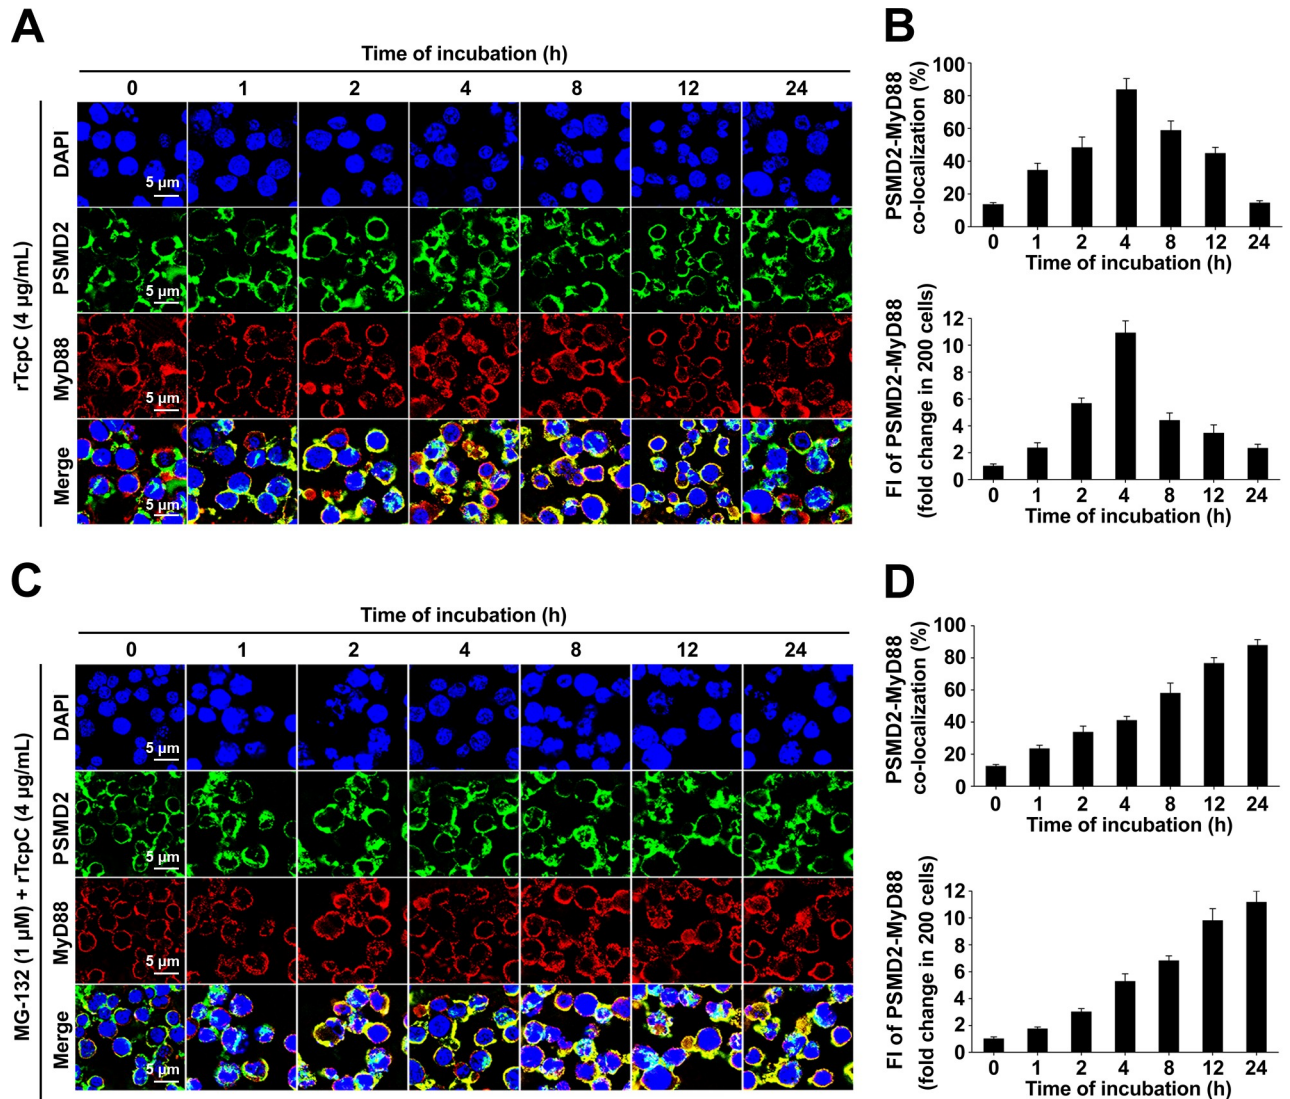 A
Time of incubation (h)
0 1 2 4 8 12 24
rTcpC (4 µg/mL)
DAPI
5 µm
PSMD2
5 µm
MyD88
5 µm
Merge
5 µm
B
PSMD2-MyD88
co-localization (%)
100
80
60
40
20
0
0 1 2 4 8 12 24
Time of incubation (h)
FI of PSMD2-MyD88
(fold change in 200 cells)
12
10
8
6
4
2
0
0 1 2 4 8 12 24
Time of incubation (h)
C
Time of incubation (h)
0 1 2 4 8 12 24
MG-132 (1 µM) + rTcpC (4 µg/mL)
DAPI
5 µm
PSMD2
5 µm
MyD88
5 µm
Merge
5 µm
D
PSMD2-MyD88
co-localization (%)
100
80
60
40
20
0
0 1 2 4 8 12 24
Time of incubation (h)
FI of PSMD2-MyD88
(fold change in 200 cells)
12
10
8
6
4
2
0
0 1 2 4 8 12 24
Time of incubation (h)